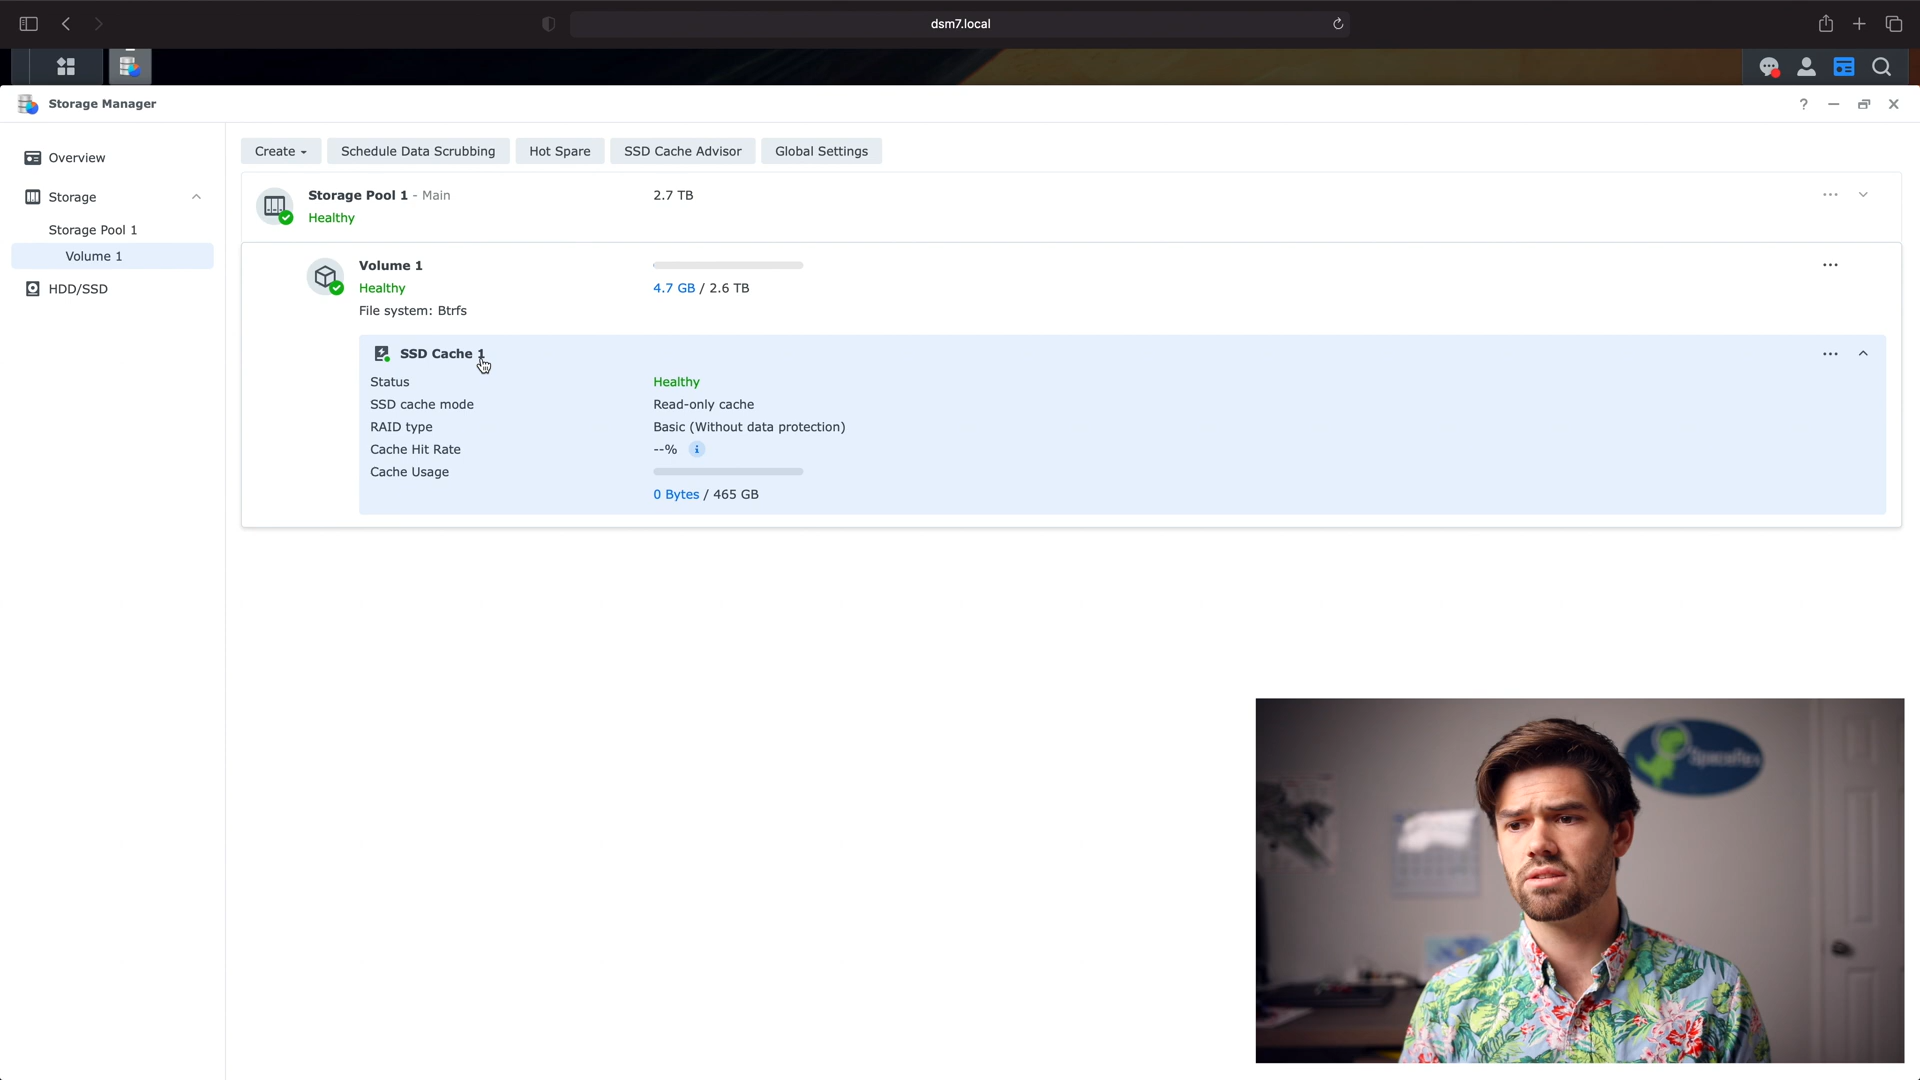 dsm7.local
Storage Manager
?
Overview
Storage
Storage Pool 1
Volume 1
HDD/SSD
Create
Schedule Data Scrubbing
Hot Spare
SSD Cache Advisor
Global Settings
Storage Pool 1 - Main
2.7 TB
Healthy
Volume 1
Healthy
4.7 GB / 2.6 TB
File system: Btrfs
SSD Cache 1
Status
Healthy
SSD cache mode
Read-only cache
RAID type
Basic (Without data protection)
Cache Hit Rate
--%
i
Cache Usage
0 Bytes / 465 GB
SpaceRex